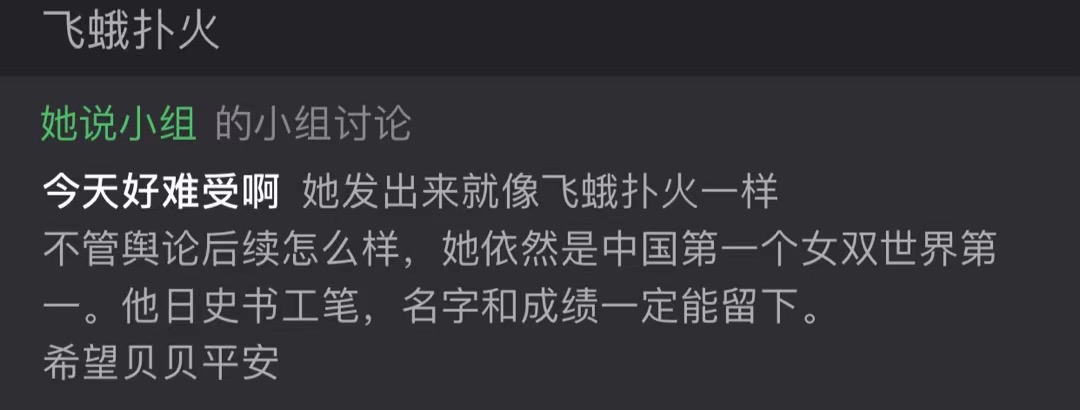 飞蛾扑火
她说小组 的小组讨论
今天好难受啊 她发出来就像飞蛾扑火一样
不管舆论后续怎么样，她依然是中国第一个女双世界第
一。他日史书工笔，名字和成绩一定能留下。
希望贝贝平安